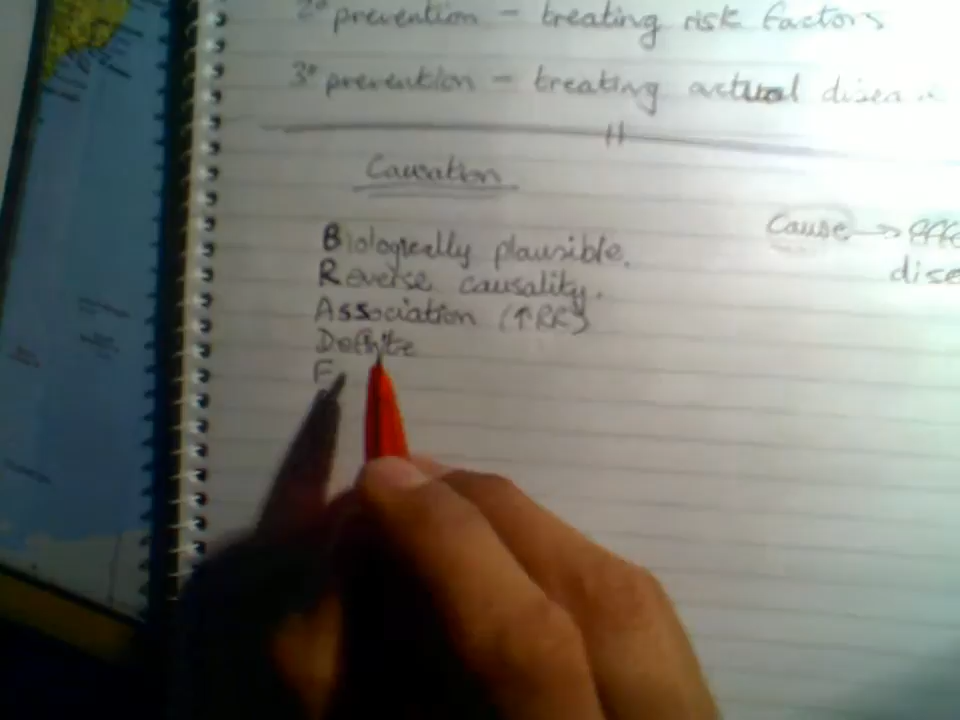 2° prevention - treating risk factors
3° prevention - treating actual disea
Causation
Cause → effe
dise
Biologically plausible.
Reverse causality.
Association (↑RR)
Definite
F